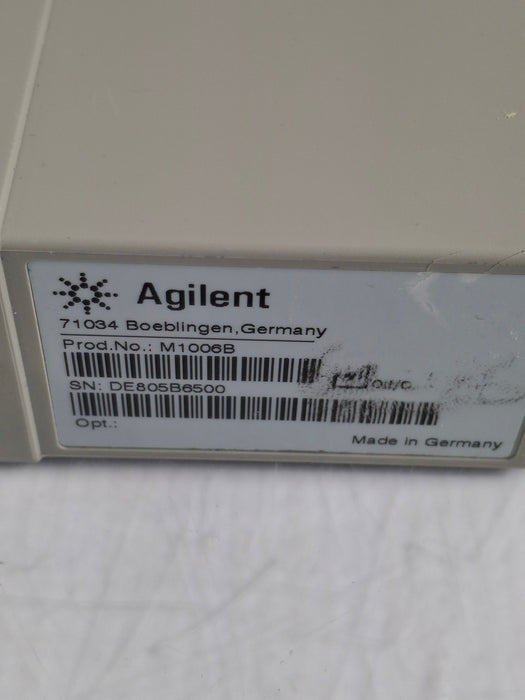 Agilent
71034 Boeblingen,Germany
Prod.No.: M1006B
SN: DE805B6500
Opt.:
Made in Germany